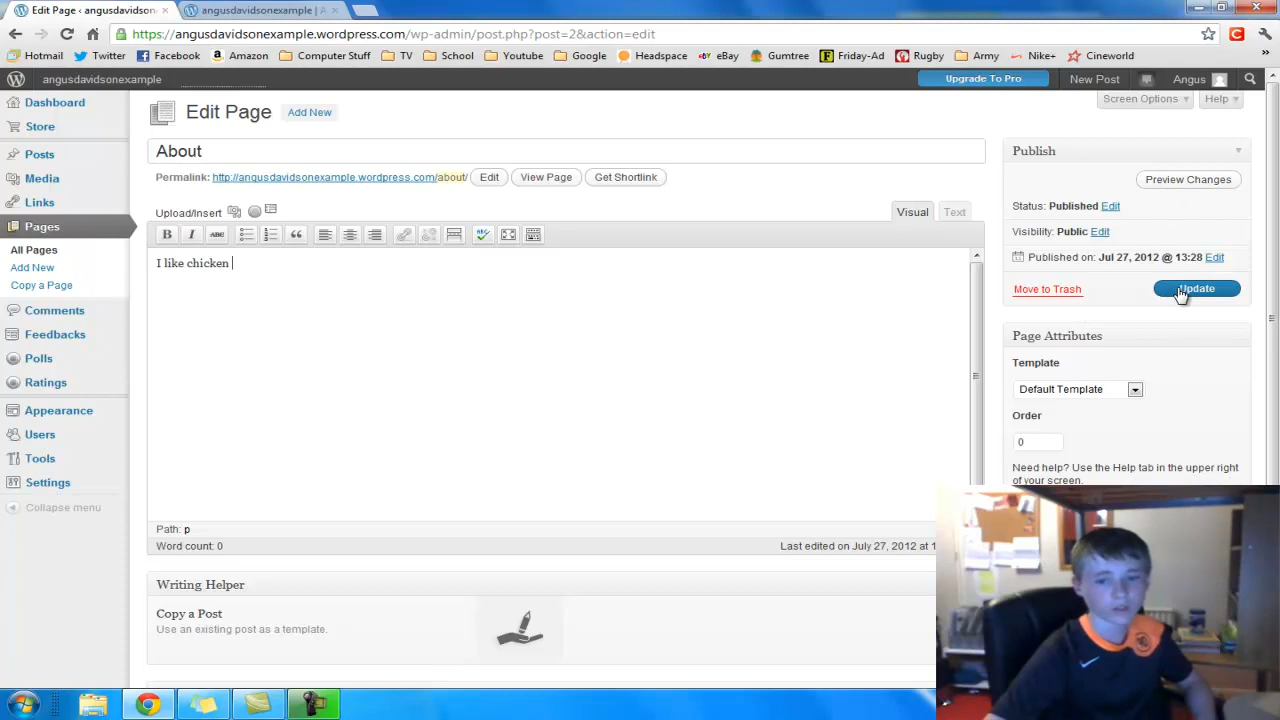 Edit Page ‹ angusdavidson
angusdavidsonexample | A
https://angusdavidsonexample.wordpress.com/wp-admin/post.php?post=2&action=edit
Hotmail Twitter Facebook Amazon Computer Stuff TV School Youtube Google Headspace eBay Gumtree Friday-Ad Rugby Army Nike+ Cineworld
angusdavidsonexample Upgrade To Pro New Post Angus
Screen Options Help
Dashboard
Store
Posts
Media
Links
Pages
All Pages
Add New
Copy a Page
Comments
Feedbacks
Polls
Ratings
Appearance
Users
Tools
Settings
Collapse menu
Edit Page Add New
About
Permalink: http://angusdavidsonexample.wordpress.com/about/ Edit View Page Get Shortlink
Upload/Insert Visual Text
B I ABC
I like chicken
Path: p
Word count: 0 Last edited on July 27, 2012 at 1
Writing Helper
Copy a Post
Use an existing post as a template.
Publish
Preview Changes
Status: Published Edit
Visibility: Public Edit
Published on: Jul 27, 2012 @ 13:28 Edit
Move to Trash Update
Page Attributes
Template
Default Template
Order
0
Need help? Use the Help tab in the upper right
of your screen.